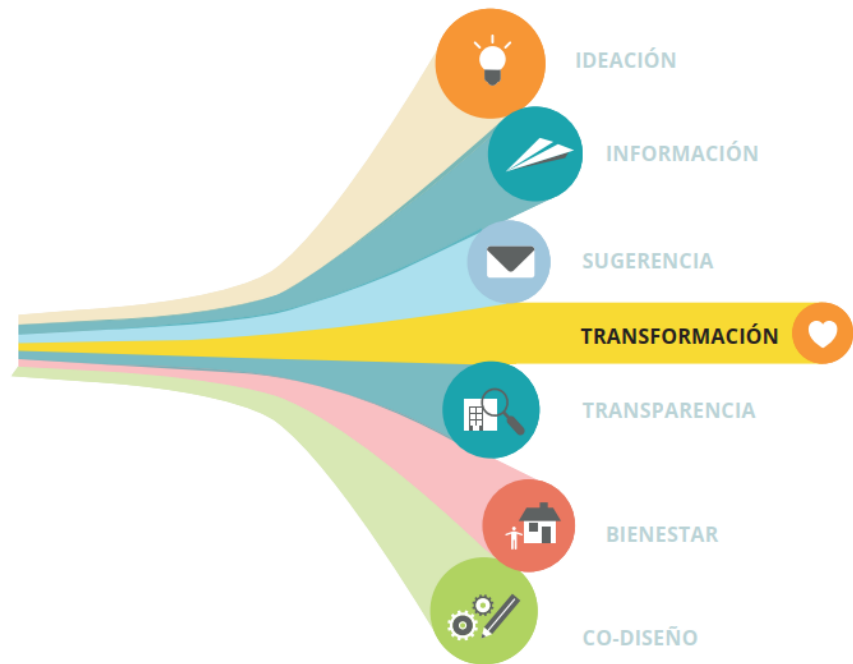 IDEACIÓN
INFORMACIÓN
SUGERENCIA
TRANSFORMACIÓN
TRANSPARENCIA
BIENESTAR
CO-DISEÑO